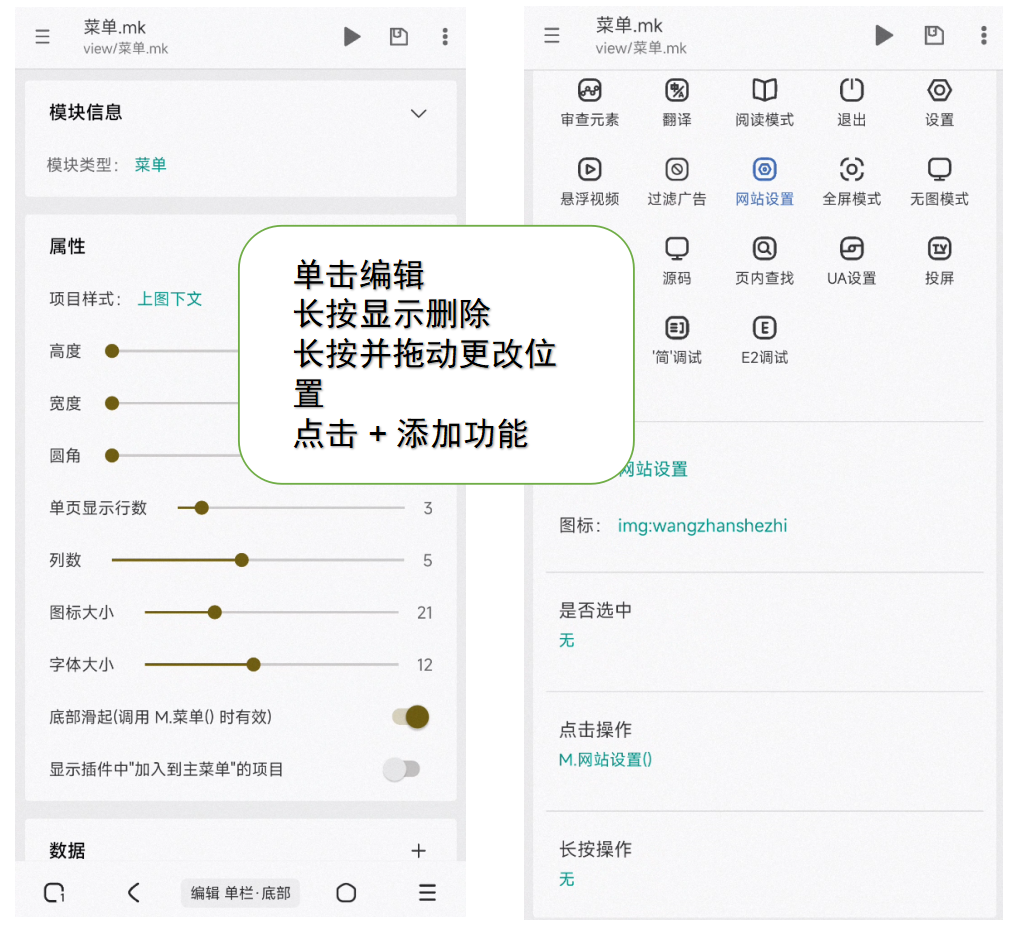 菜单.mk
view/菜单.mk
模块信息
模块类型： 菜单
属性
项目样式： 上图下文
高度
宽度
圆角
单页显示行数 3
列数 5
图标大小 21
字体大小 12
底部滑起(调用 M.菜单() 时有效)
显示插件中"加入到主菜单"的项目
数据 +
1
编辑 单栏·底部
单击编辑
长按显示删除
长按并拖动更改位
置
点击 + 添加功能
菜单.mk
view/菜单.mk
审查元素 翻译 阅读模式 退出 设置
悬浮视频 过滤广告 网站设置 全屏模式 无图模式
源码 页内查找 UA设置 投屏
'简'调试 E2调试
网站设置
图标： img:wangzhanshezhi
是否选中
无
点击操作
M.网站设置()
长按操作
无